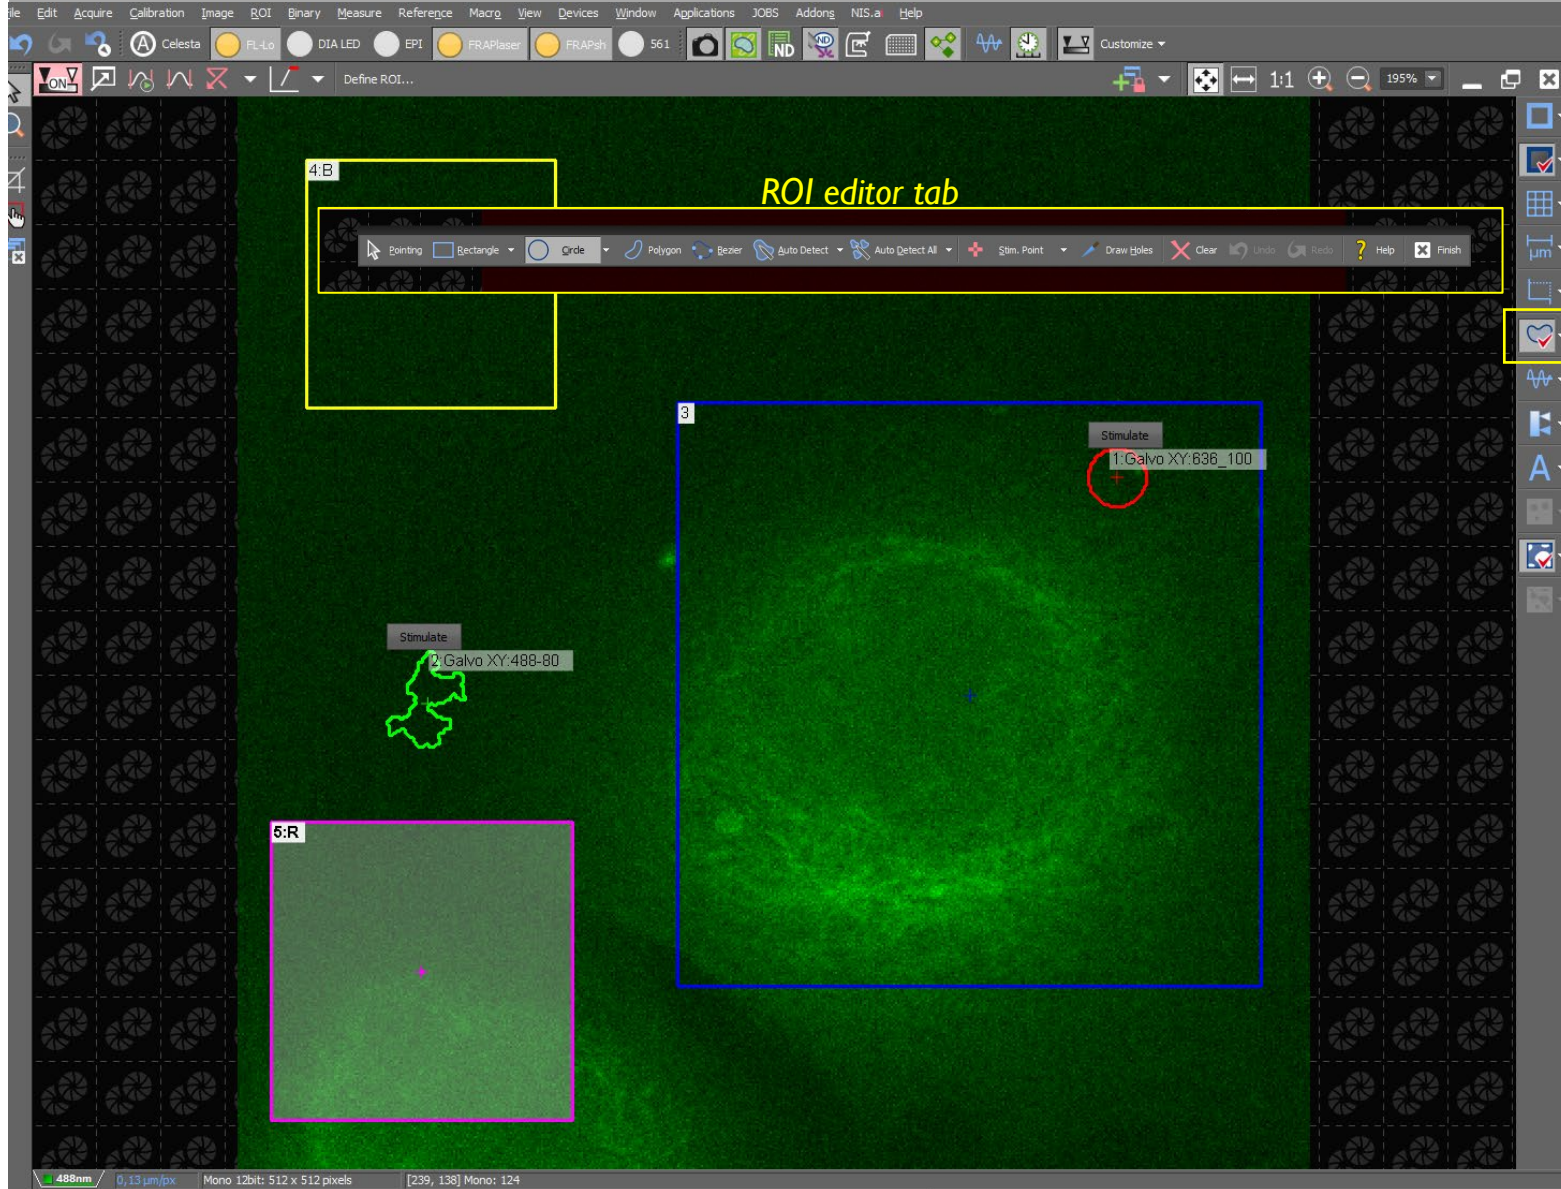 File Edit Acquire Calibration Image ROI Binary Measure Reference Macro View Devices Window Applications JOBS Addons NIS.a Help
A Celesta FL-Lo DIA LED EPI FRAPlaser FRAPsh 561 ND ND Customize
ON Define ROI... 1:1 195%
4:B
ROI editor tab
Pointing Rectangle Circle Polygon Bezier Auto Detect Auto Detect All Stim. Point Draw Holes Clear Undo Redo ? Help Finish
µm
3
Stimulate
1:Galvo XY:636_100
A
Stimulate
2:Galvo XY:488-80
5:R
488nm 0,13 µm/px Mono 12bit: 512 x 512 pixels [239, 138] Mono: 124